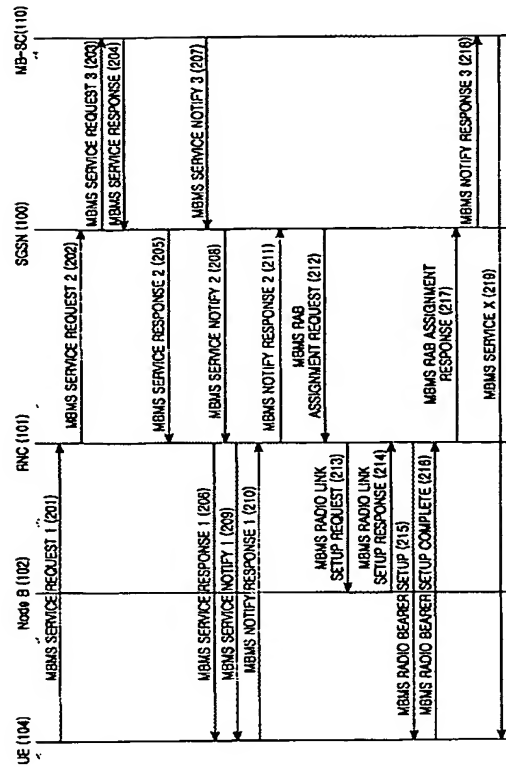 UE (104)
Node B (102)
RNC (101)
SGSN (100)
MB-SC(110)
MBMS SERVICE REQUEST 1 (201)
MBMS SERVICE REQUEST 2 (202)
MBMS SERVICE REQUEST 3 (203)
MBMS SERVICE RESPONSE (204)
MBMS SERVICE RESPONSE 2 (205)
MBMS SERVICE RESPONSE 1 (206)
MBMS SERVICE NOTIFY 3 (207)
MBMS SERVICE NOTIFY 2 (208)
MBMS SERVICE NOTIFY 1 (209)
MBMS NOTIFY RESPONSE 1 (210)
MBMS NOTIFY RESPONSE 2 (211)
MBMS RAB
ASSIGNMENT REQUEST (212)
MBMS RADIO LINK
SETUP REQUEST (213)
MBMS RADIO LINK
SETUP RESPONSE (214)
MBMS RADIO BEARER SETUP (215)
MBMS RADIO BEARER SETUP COMPLETE (216)
MBMS RAB ASSIGNMENT
RESPONSE (217)
MBMS NOTIFY RESPONSE 3 (218)
MBMS SERVICE X (219)